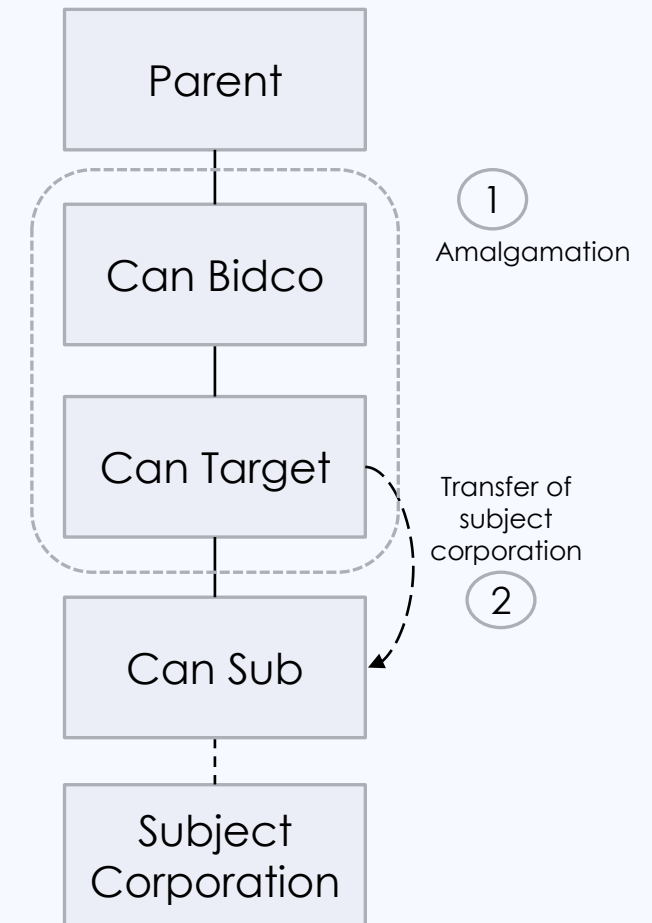 Parent
1
Amalgamation
Can Bidco
Can Target
Transfer of
subject
corporation
2
Can Sub
Subject
Corporation